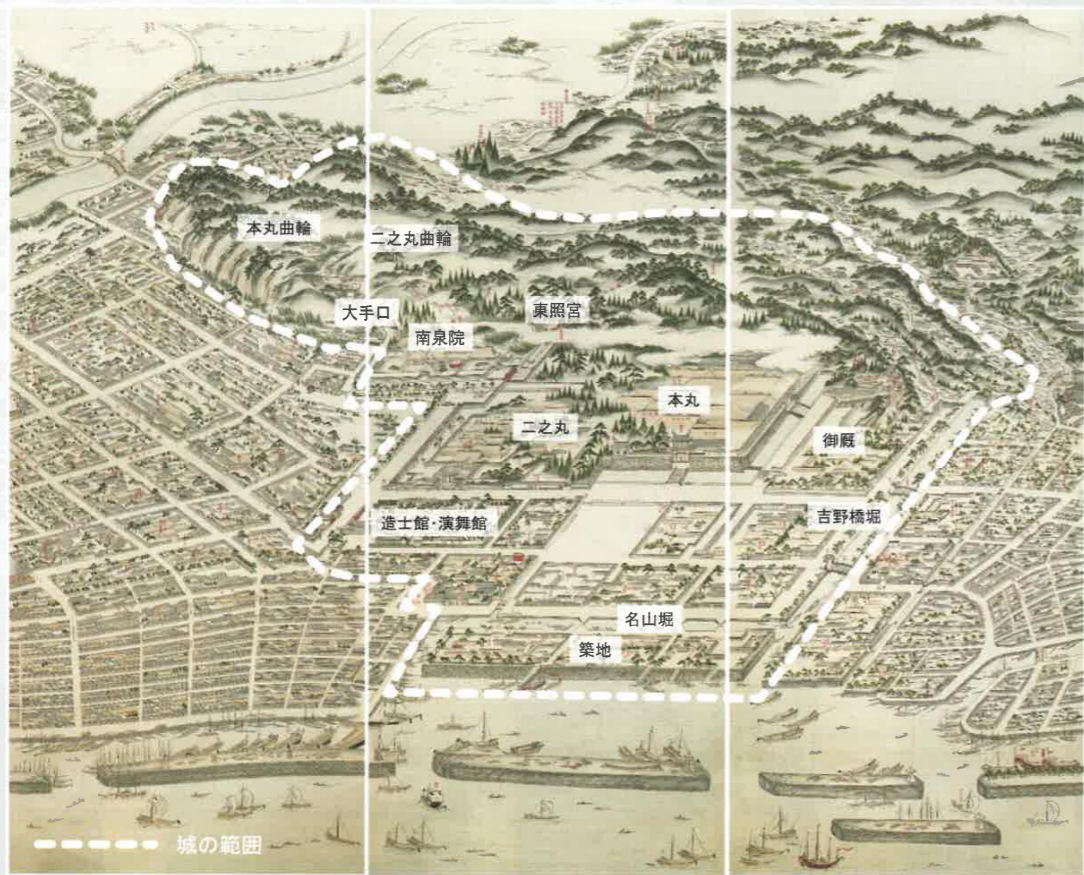 本丸曲輪
二之丸曲輪
大手口
南泉院
東照宮
本丸
二之丸
御厩
造士館・演舞館
吉野橋堀
名山堀
築地
城の範囲